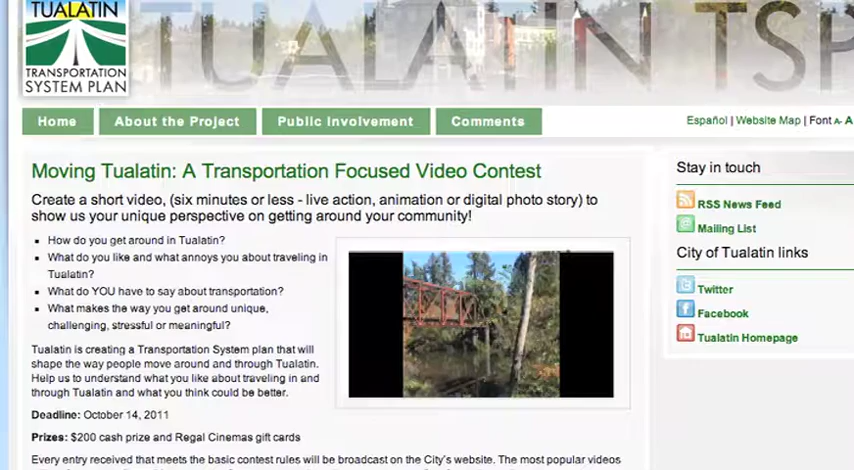 TUALATIN
TRANSPORTATION
SYSTEM PLAN
TUALATIN TSP
Home
About the Project
Public Involvement
Comments
Español | Website Map | Font A- A
Moving Tualatin: A Transportation Focused Video Contest
Create a short video, (six minutes or less - live action, animation or digital photo story) to
show us your unique perspective on getting around your community!
▪ How do you get around in Tualatin?
▪ What do you like and what annoys you about traveling in
Tualatin?
▪ What do YOU have to say about transportation?
▪ What makes the way you get around unique,
challenging, stressful or meaningful?
Tualatin is creating a Transportation System plan that will
shape the way people move around and through Tualatin.
Help us to understand what you like about traveling in and
through Tualatin and what you think could be better.
Deadline: October 14, 2011
Prizes: $200 cash prize and Regal Cinemas gift cards
Every entry received that meets the basic contest rules will be broadcast on the City's website. The most popular videos
Stay in touch
RSS News Feed
Mailing List
City of Tualatin links
Twitter
Facebook
Tualatin Homepage